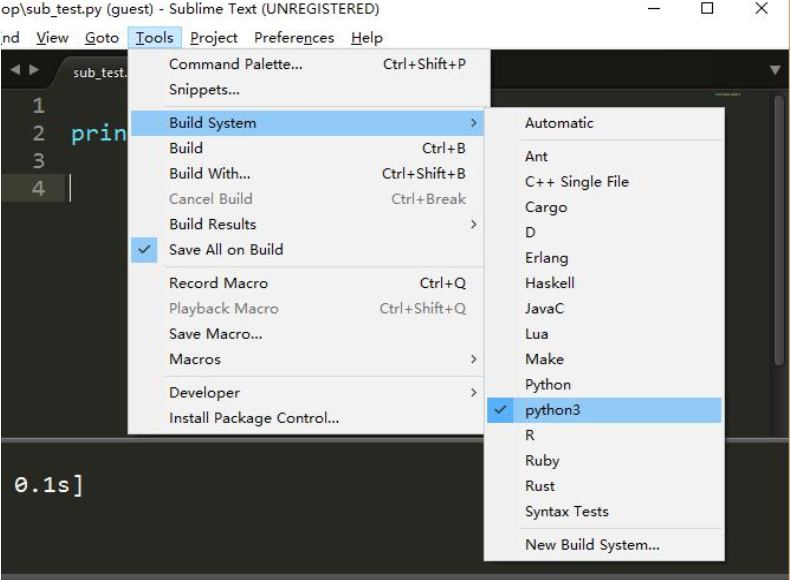 op\sub_test.py (guest) - Sublime Text (UNREGISTERED)
nd View Goto Tools Project Preferences Help
sub_test.
Command Palette... Ctrl+Shift+P
Snippets...
Build System
Build Ctrl+B
Build With... Ctrl+Shift+B
Cancel Build Ctrl+Break
Build Results
Save All on Build
Record Macro Ctrl+Q
Playback Macro Ctrl+Shift+Q
Save Macro...
Macros
Developer
Install Package Control...
Automatic
Ant
C++ Single File
Cargo
D
Erlang
Haskell
JavaC
Lua
Make
Python
python3
R
Ruby
Rust
Syntax Tests
New Build System...
1
2 prin
3
4
0.1s]